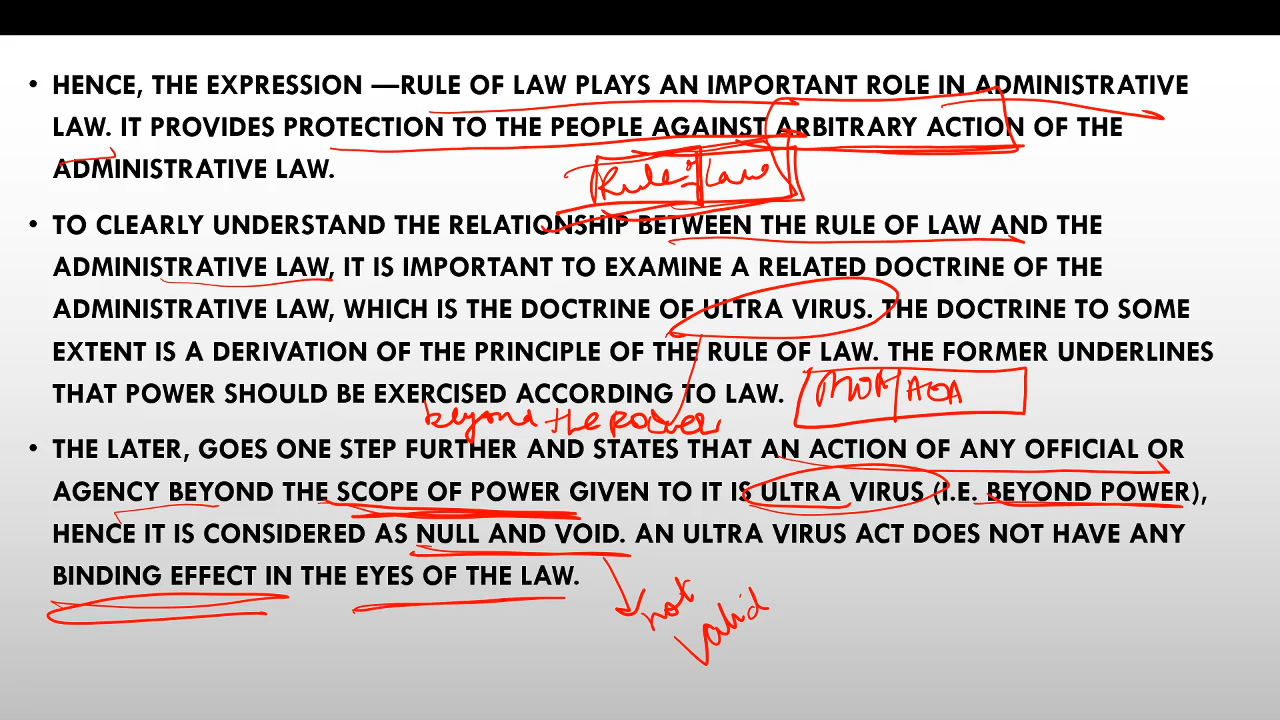 • HENCE, THE EXPRESSION —RULE OF LAW PLAYS AN IMPORTANT ROLE IN ADMINISTRATIVE
LAW. IT PROVIDES PROTECTION TO THE PEOPLE AGAINST ARBITRARY ACTION OF THE
ADMINISTRATIVE LAW.
Rule of Law
• TO CLEARLY UNDERSTAND THE RELATIONSHIP BETWEEN THE RULE OF LAW AND THE
ADMINISTRATIVE LAW, IT IS IMPORTANT TO EXAMINE A RELATED DOCTRINE OF THE
ADMINISTRATIVE LAW, WHICH IS THE DOCTRINE OF ULTRA VIRUS. THE DOCTRINE TO SOME
EXTENT IS A DERIVATION OF THE PRINCIPLE OF THE RULE OF LAW. THE FORMER UNDERLINES
THAT POWER SHOULD BE EXERCISED ACCORDING TO LAW.
MOA AOA
beyond the power
• THE LATER, GOES ONE STEP FURTHER AND STATES THAT AN ACTION OF ANY OFFICIAL OR
AGENCY BEYOND THE SCOPE OF POWER GIVEN TO IT IS ULTRA VIRUS (I.E. BEYOND POWER),
HENCE IT IS CONSIDERED AS NULL AND VOID. AN ULTRA VIRUS ACT DOES NOT HAVE ANY
BINDING EFFECT IN THE EYES OF THE LAW.
not
valid